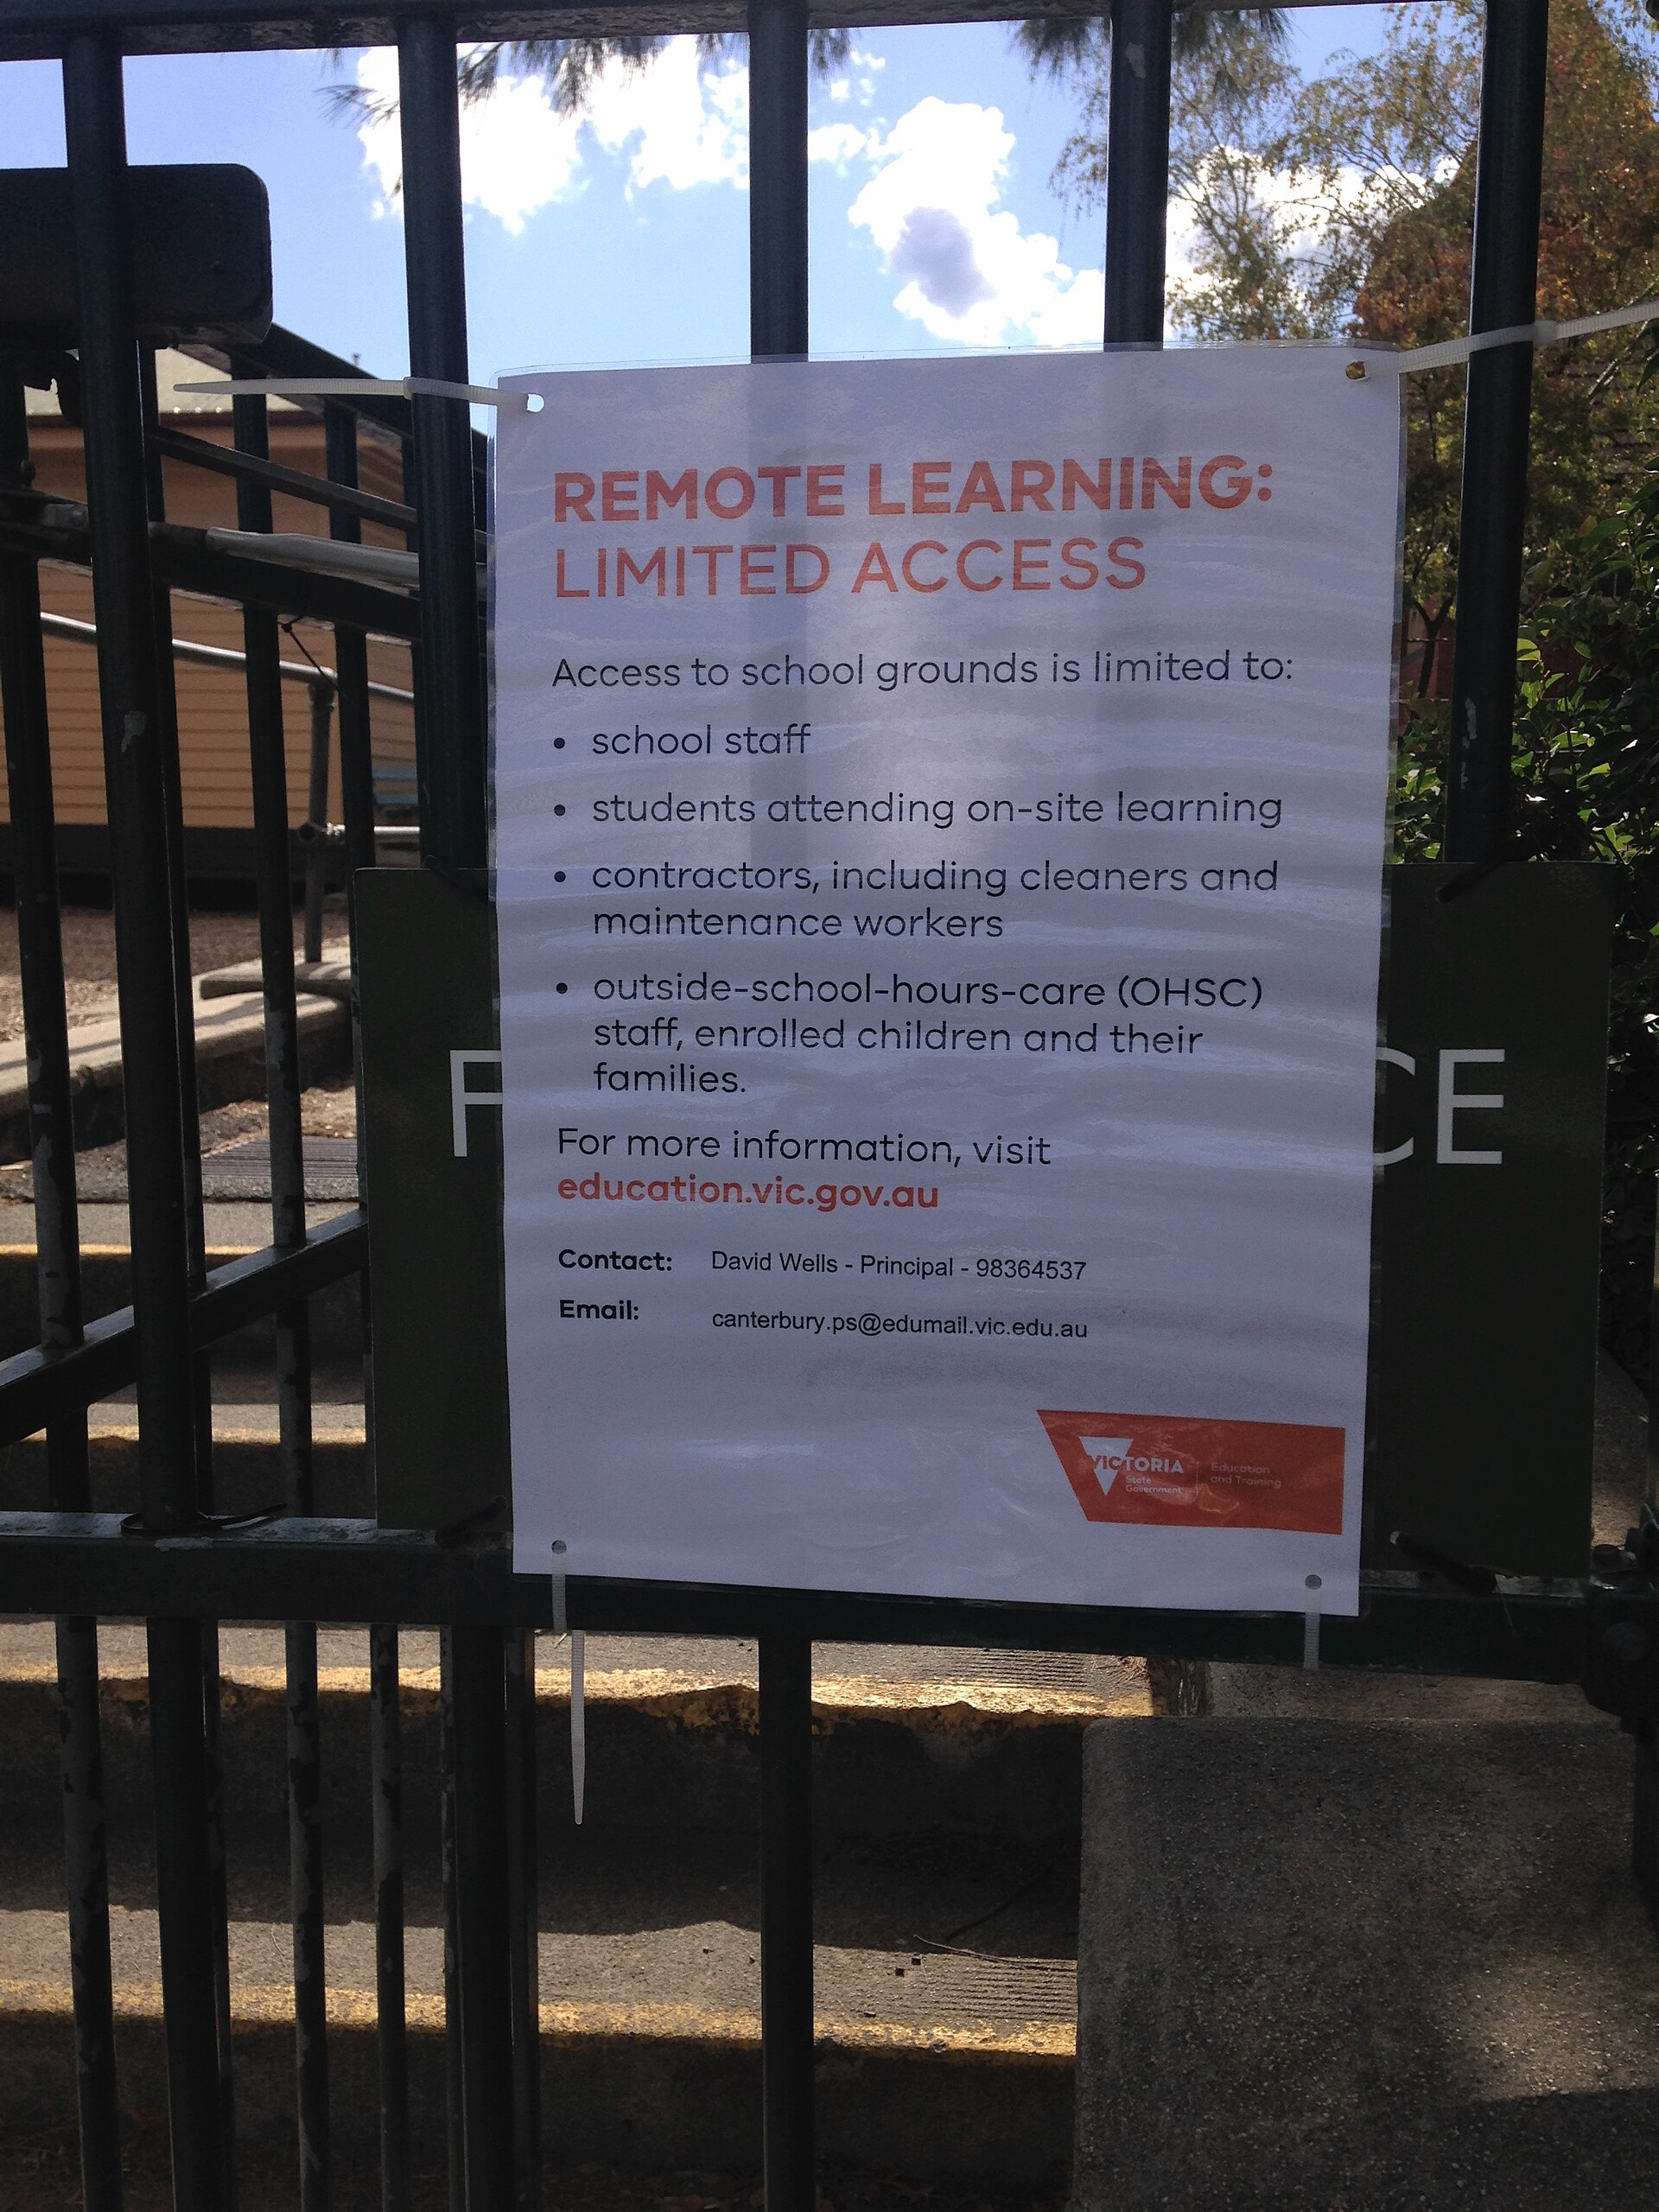 REMOTE LEARNING:
LIMITED ACCESS
Access to school grounds is limited to:
• school staff
• students attending on-site learning
• contractors, including cleaners and
maintenance workers
• outside-school-hours-care (OHSC)
staff, enrolled children and their
families.
For more information, visit
education.vic.gov.au
Contact: David Wells - Principal - 98364537
Email: canterbury.ps@edumail.vic.edu.au
VICTORIA
State
Government
Education
and Training